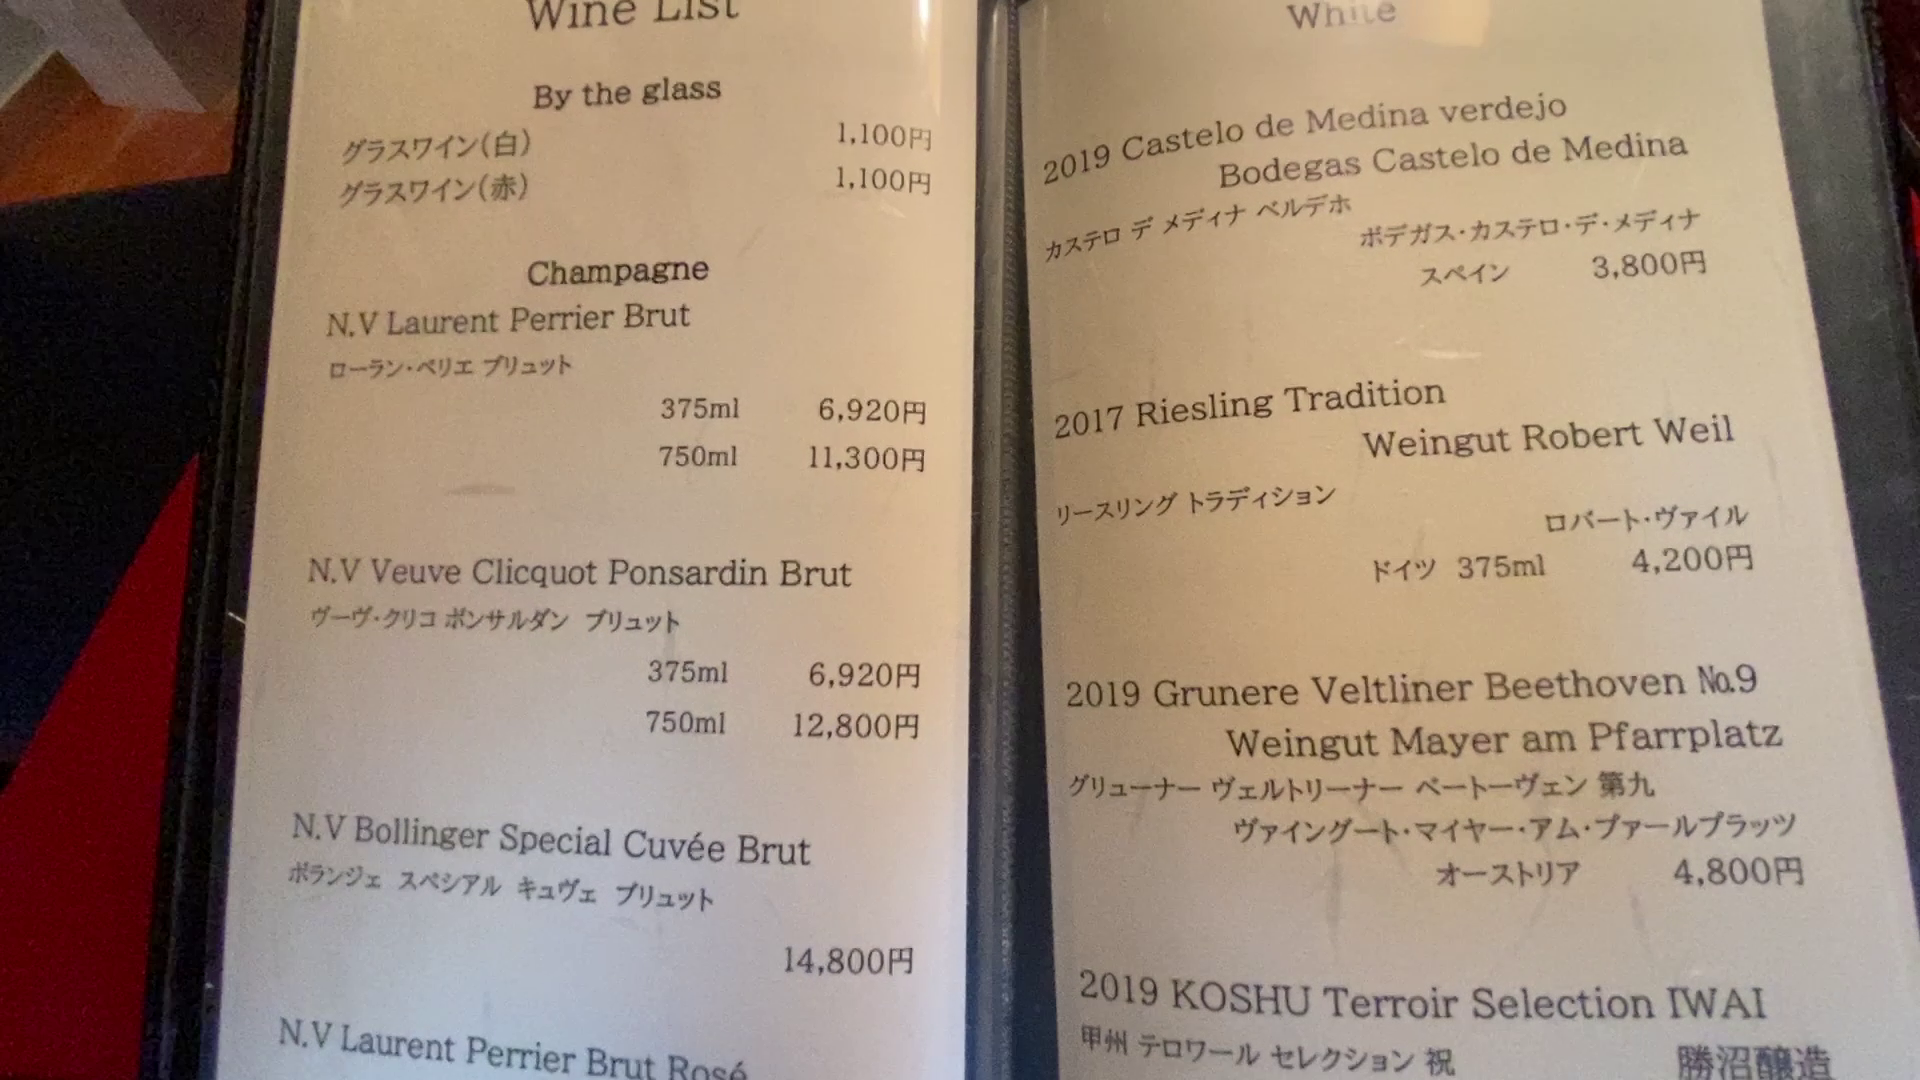 Wine List
By the glass
グラスワイン(白) 1,100円
グラスワイン(赤) 1,100円
Champagne
N.V Laurent Perrier Brut
ローラン・ペリエ ブリュット
375ml 6,920円
750ml 11,300円
N.V Veuve Clicquot Ponsardin Brut
ヴーヴ・クリコ ポンサルダン ブリュット
375ml 6,920円
750ml 12,800円
N.V Bollinger Special Cuvée Brut
ボランジェ スペシアル キュヴェ ブリュット
14,800円
N.V Laurent Perrier Brut Rosé
White
2019 Castelo de Medina verdejo
Bodegas Castelo de Medina
カステロ デ メディナ ベルデホ
ボデガス・カステロ・デ・メディナ
スペイン 3,800円
2017 Riesling Tradition
Weingut Robert Weil
リースリング トラディション
ロバート・ヴァイル
ドイツ 375ml 4,200円
2019 Grunere Veltliner Beethoven №9
Weingut Mayer am Pfarrplatz
グリューナー ヴェルトリーナー ベートーヴェン 第九
ヴァイングート・マイヤー・アム・プァールプラッツ
オーストリア 4,800円
2019 KOSHU Terroir Selection IWAI
甲州 テロワール セレクション 祝
勝沼醸造